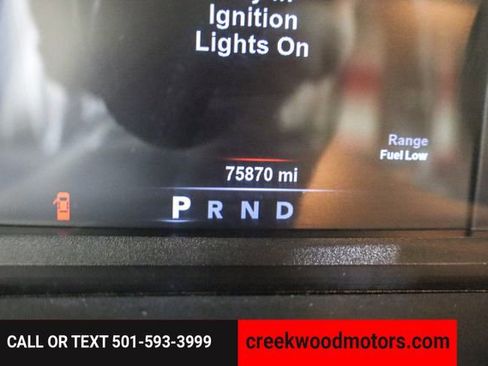 Ignition
Lights On
Range
Fuel Low
75870 mi
P R N D
CALL OR TEXT 501-593-3999
creekwoodmotors.com